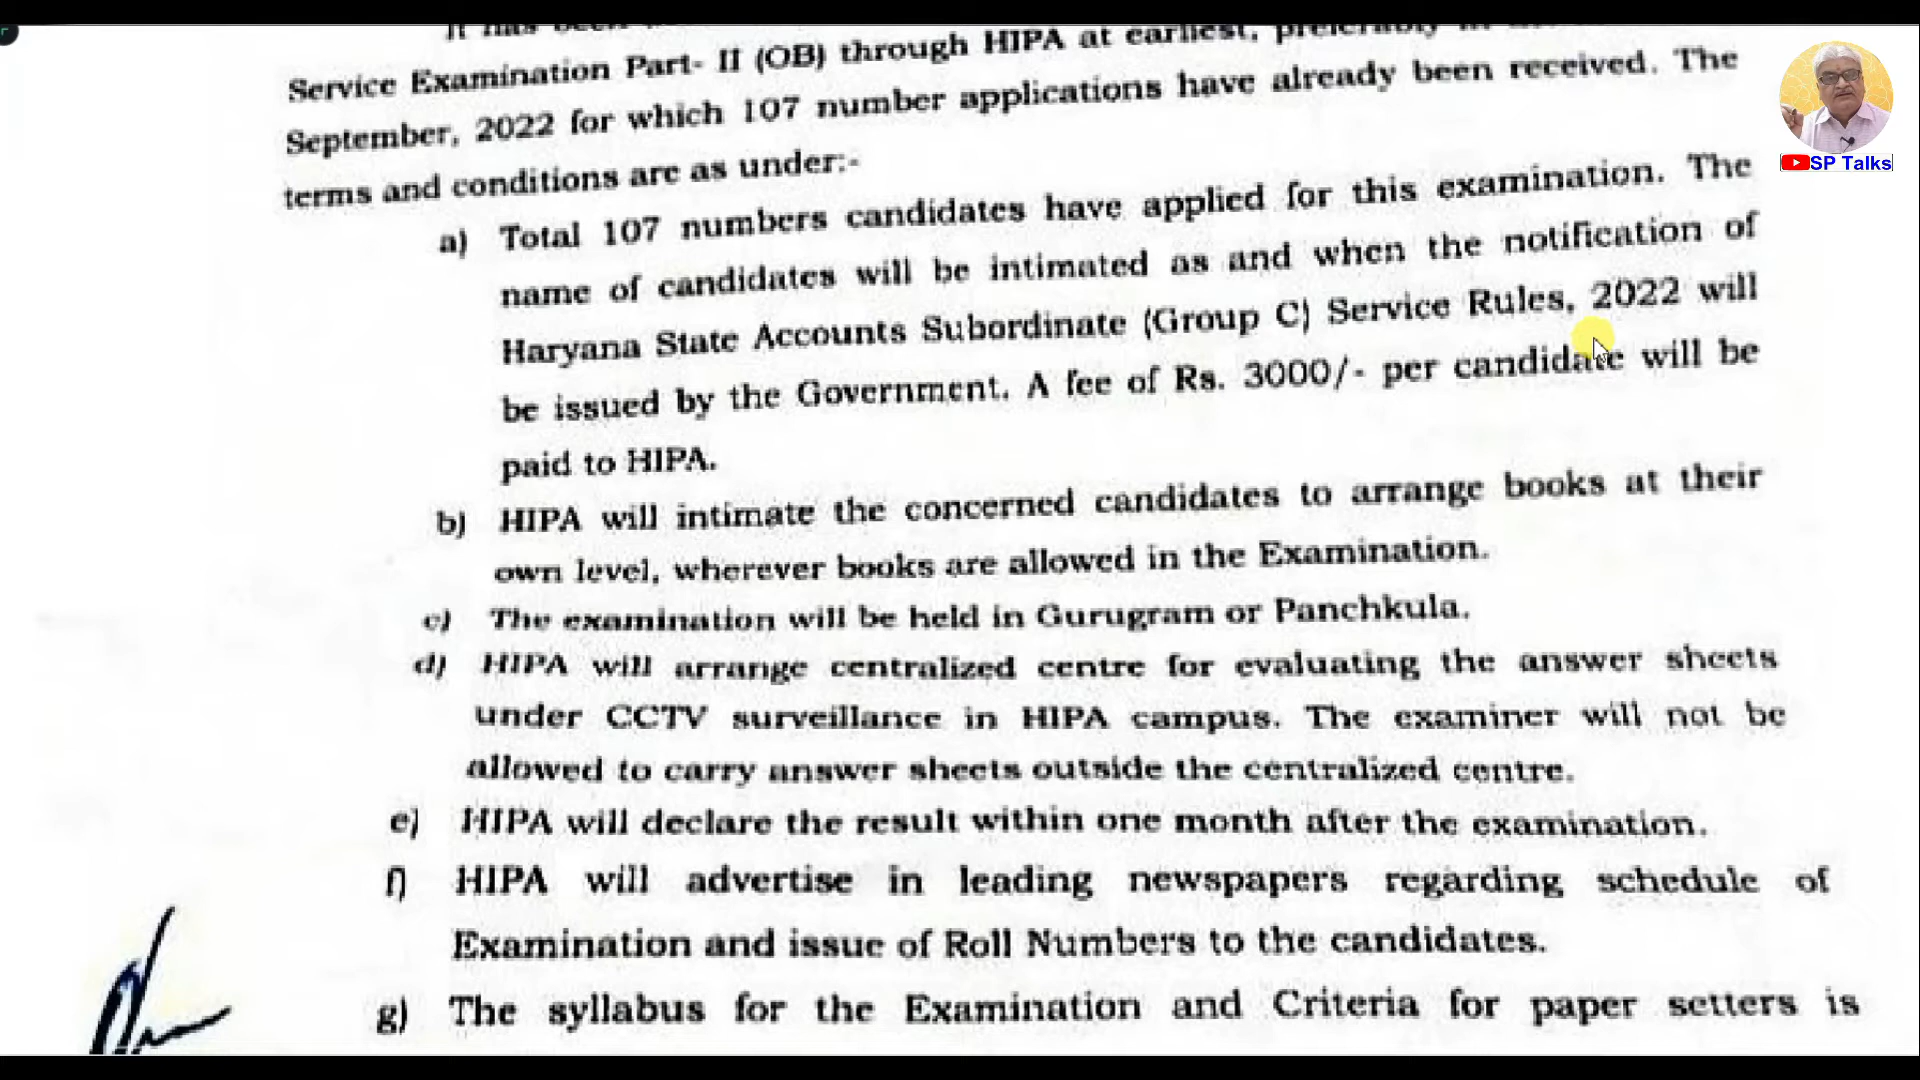 It has been
Service Examination Part- II (OB) through HIPA at earliest, preferably in
September, 2022 for which 107 number applications have already been received. The
terms and conditions are as under:-
a) Total 107 numbers candidates have applied for this examination. The
name of candidates will be intimated as and when the notification of
Haryana State Accounts Subordinate (Group C) Service Rules, 2022 will
be issued by the Government. A fee of Rs. 3000/- per candidate will be
paid to HIPA.
b) HIPA will intimate the concerned candidates to arrange books at their
own level, wherever books are allowed in the Examination.
c) The examination will be held in Gurugram or Panchkula.
d) HIPA will arrange centralized centre for evaluating the answer sheets
under CCTV surveillance in HIPA campus. The examiner will not be
allowed to carry answer sheets outside the centralized centre.
e) HIPA will declare the result within one month after the examination.
f) HIPA will advertise in leading newspapers regarding schedule of
Examination and issue of Roll Numbers to the candidates.
g) The syllabus for the Examination and Criteria for paper setters is
SP Talks